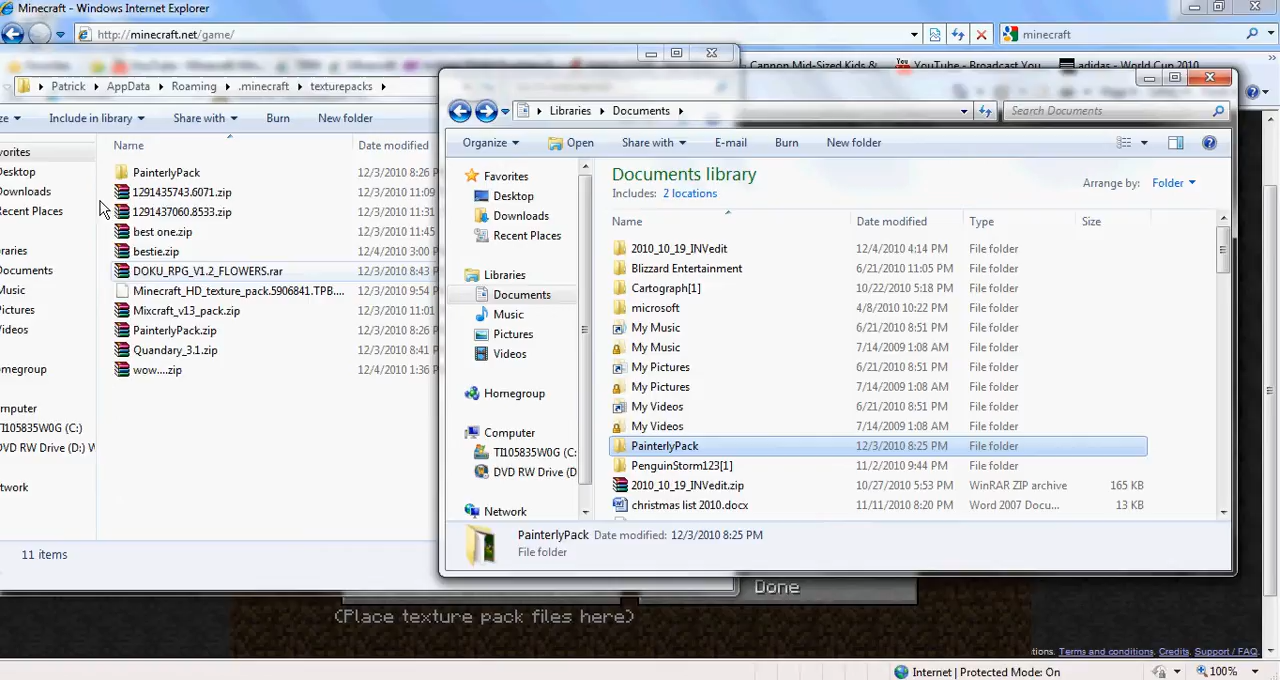 Minecraft - Windows Internet Explorer
http://minecraft.net/game/
minecraft
Cannon Mid-Sized Kids &
YouTube - Broadcast You
adidas - World Cup 2010
Patrick
AppData
Roaming
.minecraft
texturepacks
ze
Include in library
Share with
Burn
New folder
vorites
Desktop
Downloads
Recent Places
braries
Documents
Music
Pictures
Videos
omegroup
omputer
TI105835W0G (C:)
DVD RW Drive (D:) W
etwork
Name
Date modified
PainterlyPack
12/3/2010 8:26 P
1291435743.6071.zip
12/3/2010 11:09
1291437060.8533.zip
12/3/2010 11:31
best one.zip
12/3/2010 11:45
bestie.zip
12/4/2010 3:00 P
DOKU_RPG_V1.2_FLOWERS.rar
12/3/2010 8:43 P
Minecraft_HD_texture_pack.5906841.TPB....
12/3/2010 9:54 P
Mixcraft_v13_pack.zip
12/3/2010 11:01
PainterlyPack.zip
12/3/2010 8:26 P
Quandary_3.1.zip
12/3/2010 8:41 P
wow....zip
12/4/2010 1:36 P
11 items
Libraries
Documents
Search Documents
Organize
Open
Share with
E-mail
Burn
New folder
Favorites
Desktop
Downloads
Recent Places
Libraries
Documents
Music
Pictures
Videos
Homegroup
Computer
TI105835W0G (C:
DVD RW Drive (D:
Network
Documents library
Includes: 2 locations
Arrange by: Folder
Name Date modified Type Size
2010_10_19_INVedit 12/4/2010 4:14 PM File folder
Blizzard Entertainment 6/21/2010 11:05 PM File folder
Cartograph[1] 10/22/2010 5:18 PM File folder
microsoft 4/8/2010 10:22 PM File folder
My Music 6/21/2010 8:51 PM File folder
My Music 7/14/2009 1:08 AM File folder
My Pictures 6/21/2010 8:51 PM File folder
My Pictures 7/14/2009 1:08 AM File folder
My Videos 6/21/2010 8:51 PM File folder
My Videos 7/14/2009 1:08 AM File folder
PainterlyPack 12/3/2010 8:25 PM File folder
PenguinStorm123[1] 11/2/2010 9:44 PM File folder
2010_10_19_INVedit.zip 10/27/2010 5:53 PM WinRAR ZIP archive 165 KB
christmas list 2010.docx 11/11/2010 8:20 PM Word 2007 Docu... 13 KB
PainterlyPack Date modified: 12/3/2010 8:25 PM
File folder
Done
(Place texture pack files here)
tions. Terms and conditions. Credits. Support / FAQ.
Internet | Protected Mode: On
100%